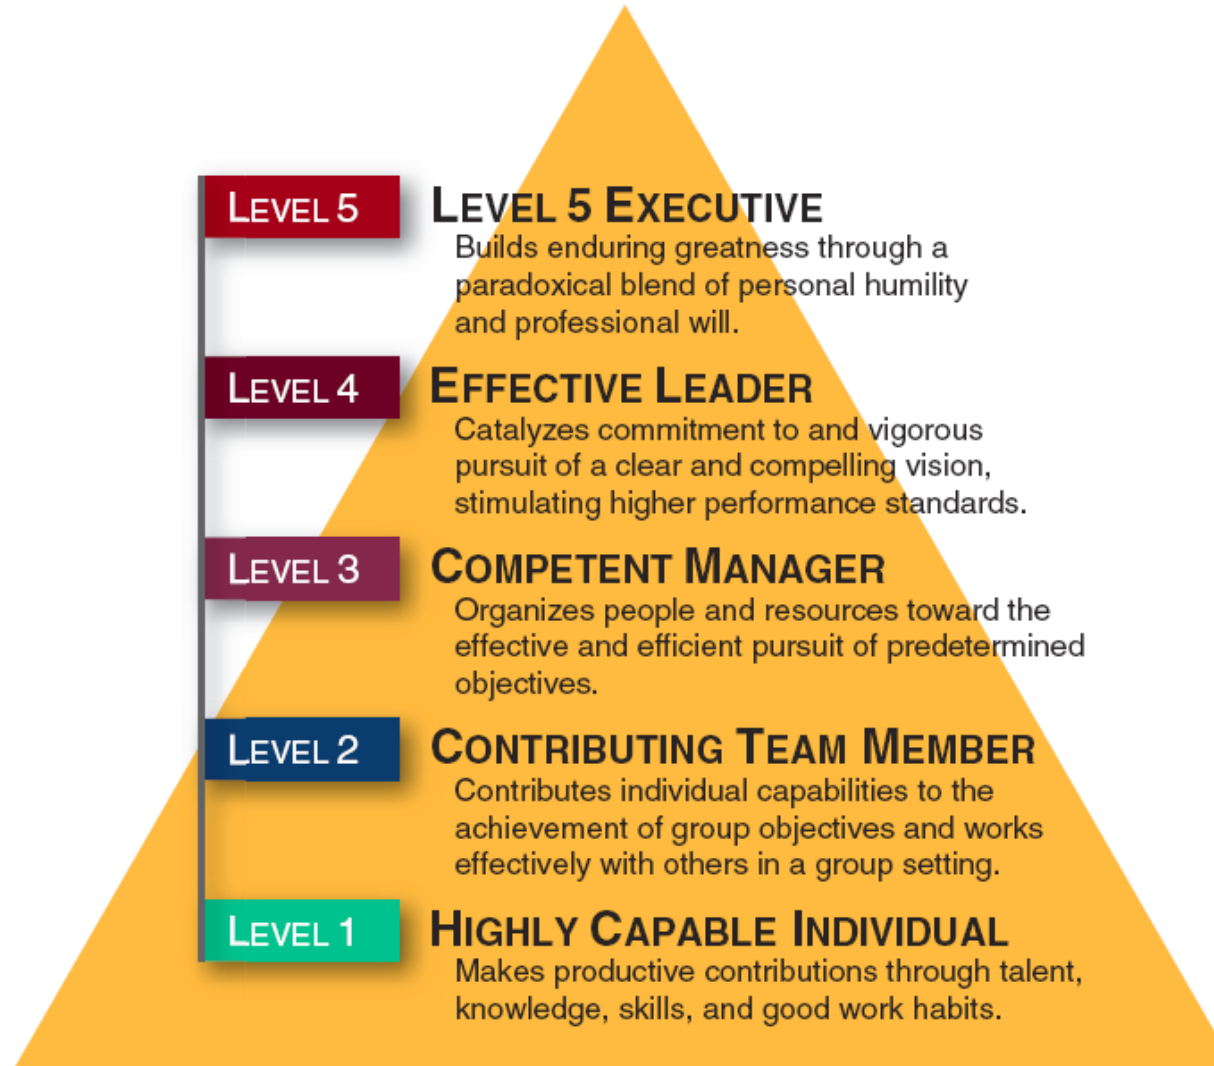 LEVEL 5
LEVEL 5 EXECUTIVE
Builds enduring greatness through a
paradoxical blend of personal humility
and professional will.
LEVEL 4
EFFECTIVE LEADER
Catalyzes commitment to and vigorous
pursuit of a clear and compelling vision,
stimulating higher performance standards.
LEVEL 3
COMPETENT MANAGER
Organizes people and resources toward the
effective and efficient pursuit of predetermined
objectives.
LEVEL 2
CONTRIBUTING TEAM MEMBER
Contributes individual capabilities to the
achievement of group objectives and works
effectively with others in a group setting.
LEVEL 1
HIGHLY CAPABLE INDIVIDUAL
Makes productive contributions through talent,
knowledge, skills, and good work habits.